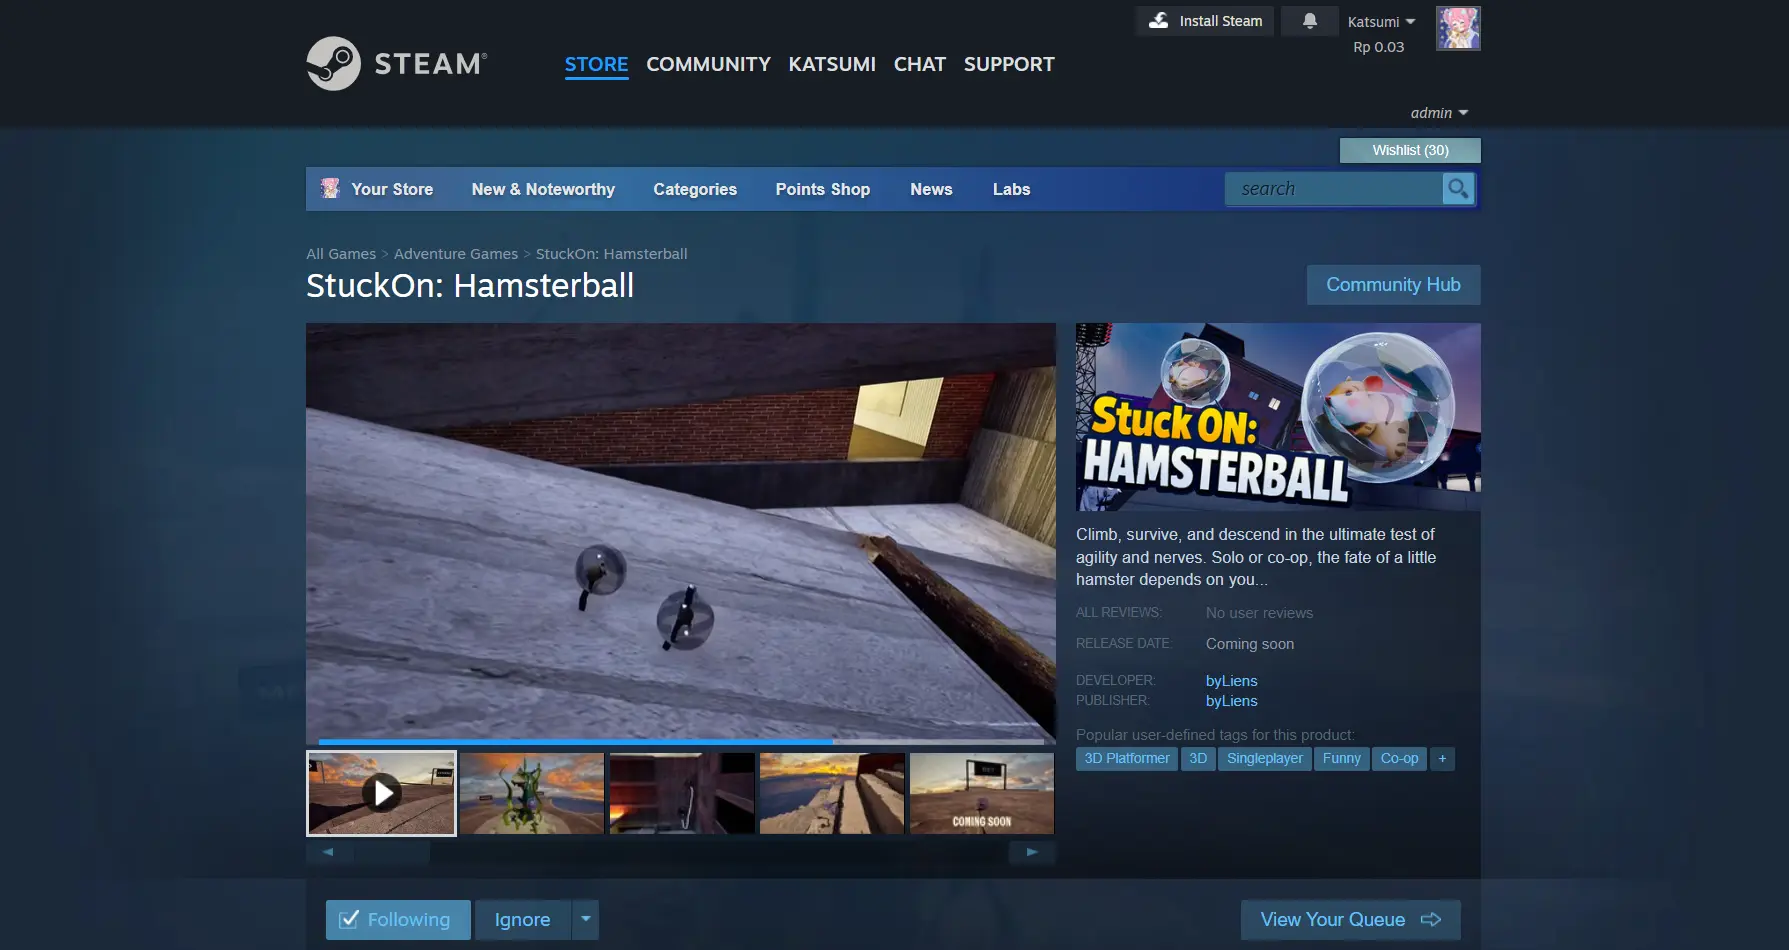 Install Steam
Katsumi
Rp 0.03
STEAM®
STORE COMMUNITY KATSUMI CHAT SUPPORT
admin
Wishlist (30)
Your Store New & Noteworthy Categories Points Shop News Labs search
All Games > Adventure Games > StuckOn: Hamsterball
StuckOn: Hamsterball
Community Hub
Stuck ON:
HAMSTERBALL
Climb, survive, and descend in the ultimate test of
agility and nerves. Solo or co-op, the fate of a little
hamster depends on you...
ALL REVIEWS: No user reviews
RELEASE DATE: Coming soon
DEVELOPER: byLiens
PUBLISHER: byLiens
Popular user-defined tags for this product:
3D Platformer 3D Singleplayer Funny Co-op +
COMING SOON
Following Ignore View Your Queue